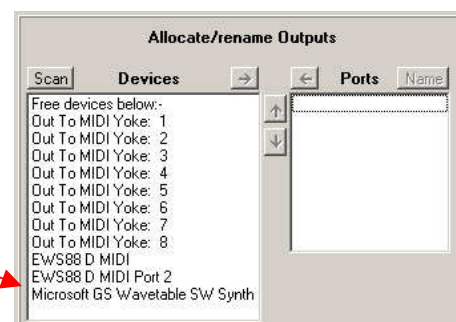 Allocate/rename Outputs
Scan Devices → ← Ports Name
Free devices below:-
Out To MIDI Yoke: 1
Out To MIDI Yoke: 2
Out To MIDI Yoke: 3
Out To MIDI Yoke: 4
Out To MIDI Yoke: 5
Out To MIDI Yoke: 6
Out To MIDI Yoke: 7
Out To MIDI Yoke: 8
EWS88 D MIDI
EWS88 D MIDI Port 2
Microsoft GS Wavetable SW Synth